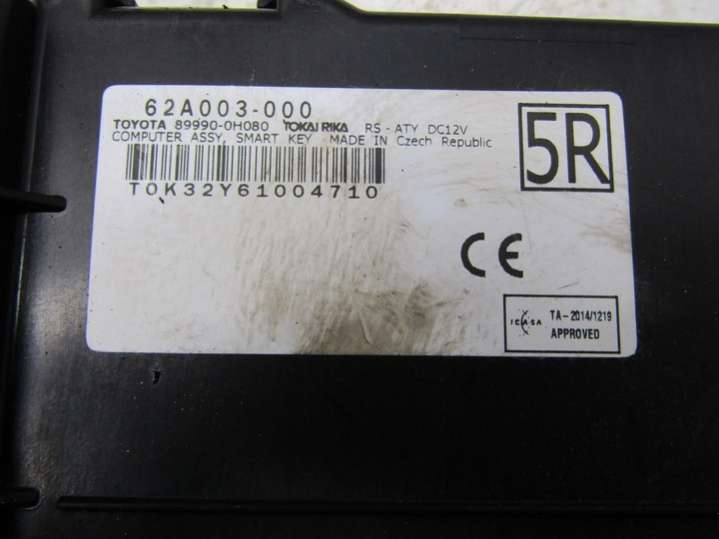 62A003-000
TOYOTA 89990-0H080 TOKAI RIKA RS-ATY DC12V
COMPUTER ASSY, SMART KEY MADE IN Czech Republic
T0K32Y61004710
5R
CE
ICASA TA-2014/1219
APPROVED